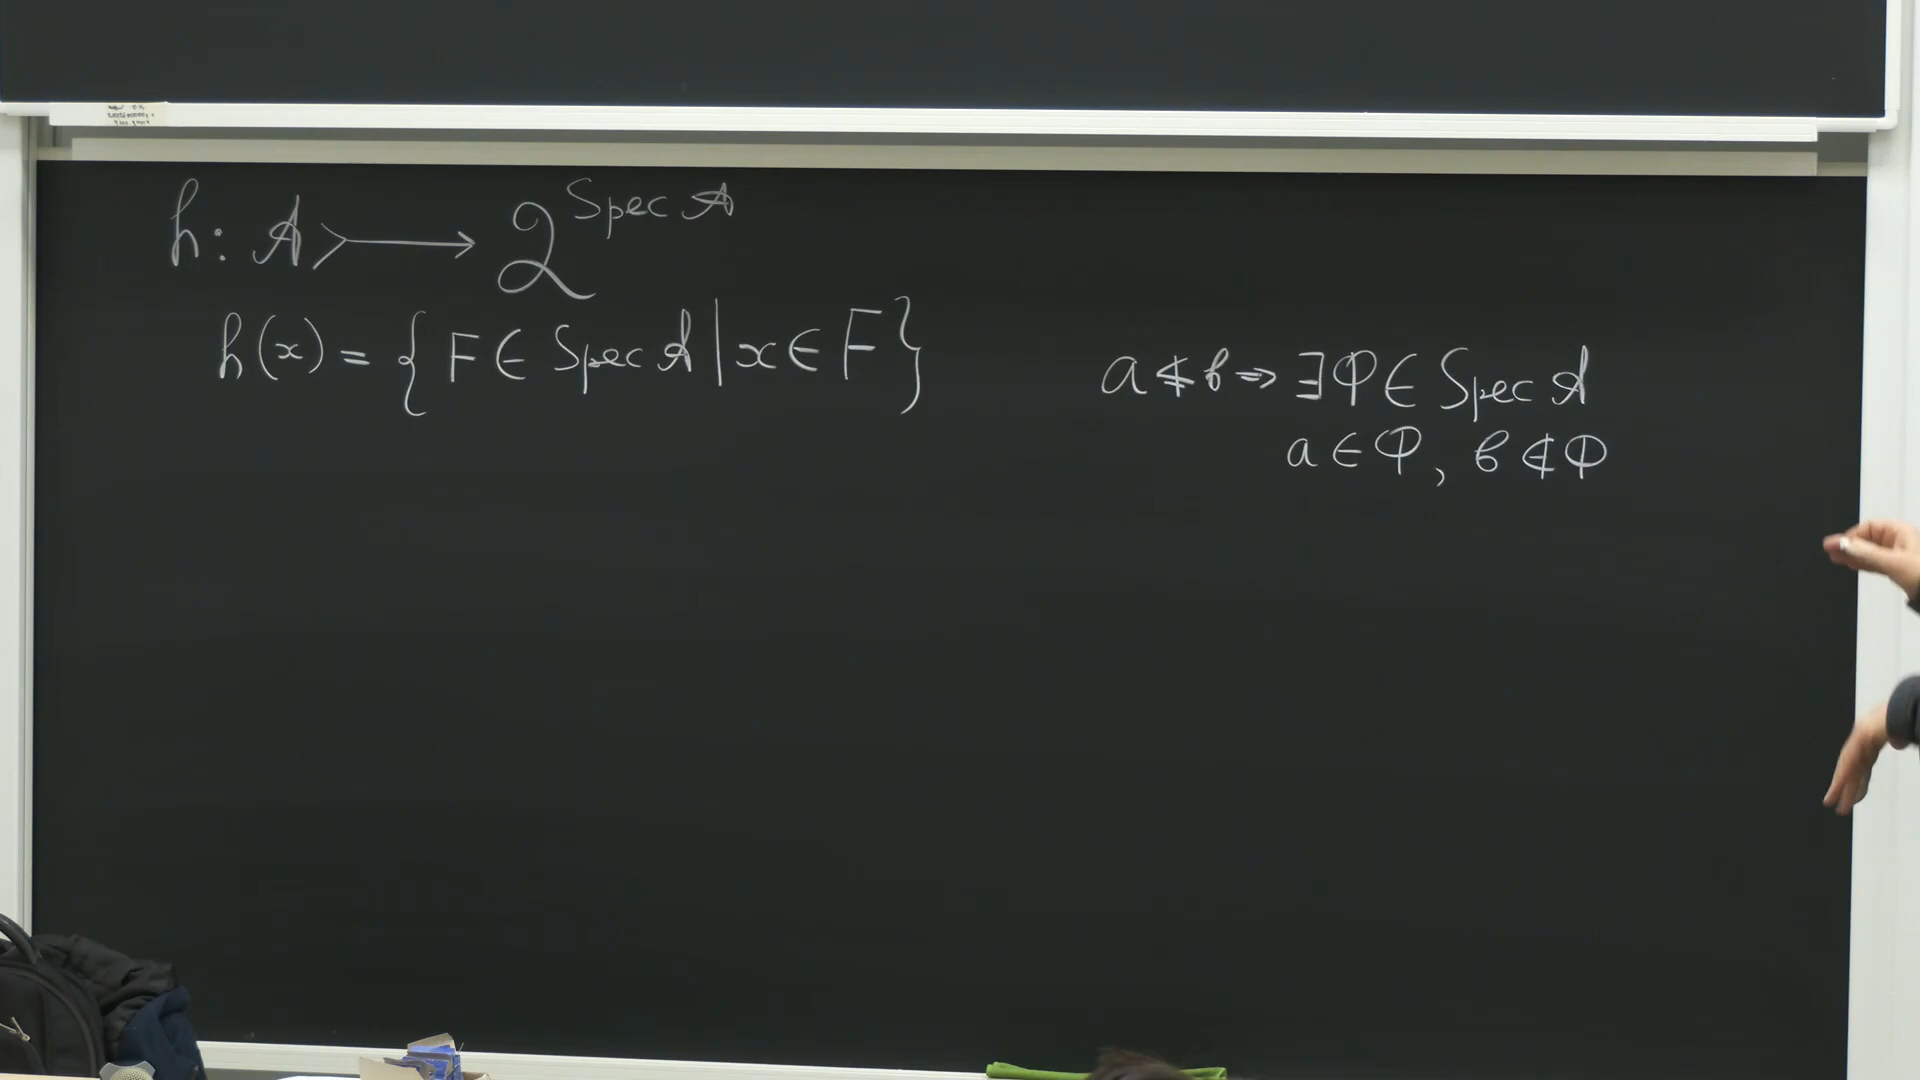 h: A ↣ 2^{Spec A}
h(x) = { F ∈ Spec A | x ∈ F }
a ≰ b ⇒ ∃Φ ∈ Spec A
a ∈ Φ, b ∉ Φ